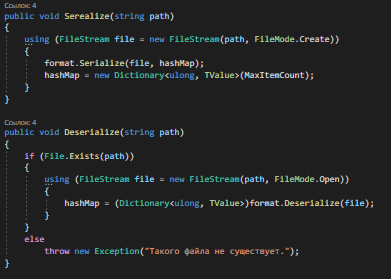 Ссылок: 4
public void Serealize(string path)
{
    using (FileStream file = new FileStream(path, FileMode.Create))
    {
        format.Serialize(file, hashMap);
        hashMap = new Dictionary<ulong, TValue>(MaxItemCount);
    }
}
Ссылок: 4
public void Deserialize(string path)
{
    if (File.Exists(path))
    {
        using (FileStream file = new FileStream(path, FileMode.Open))
        {
            hashMap = (Dictionary<ulong, TValue>)format.Deserialize(file);
        }
    }
    else
        throw new Exception("Такого файла не существует.");
}